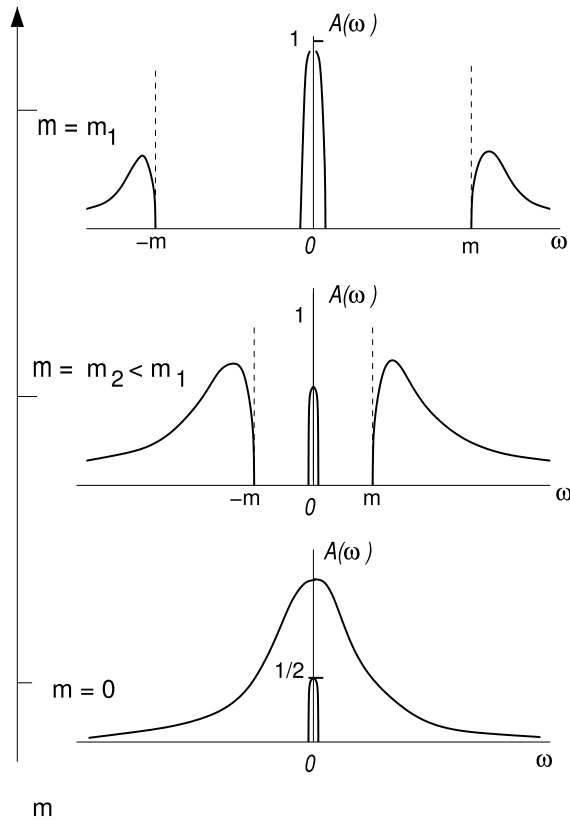 1 A(ω)
m = m1
−m 0 m ω
A(ω)
1
m = m2 < m1
−m 0 m ω
A(ω)
1/2
m = 0
0 ω
m